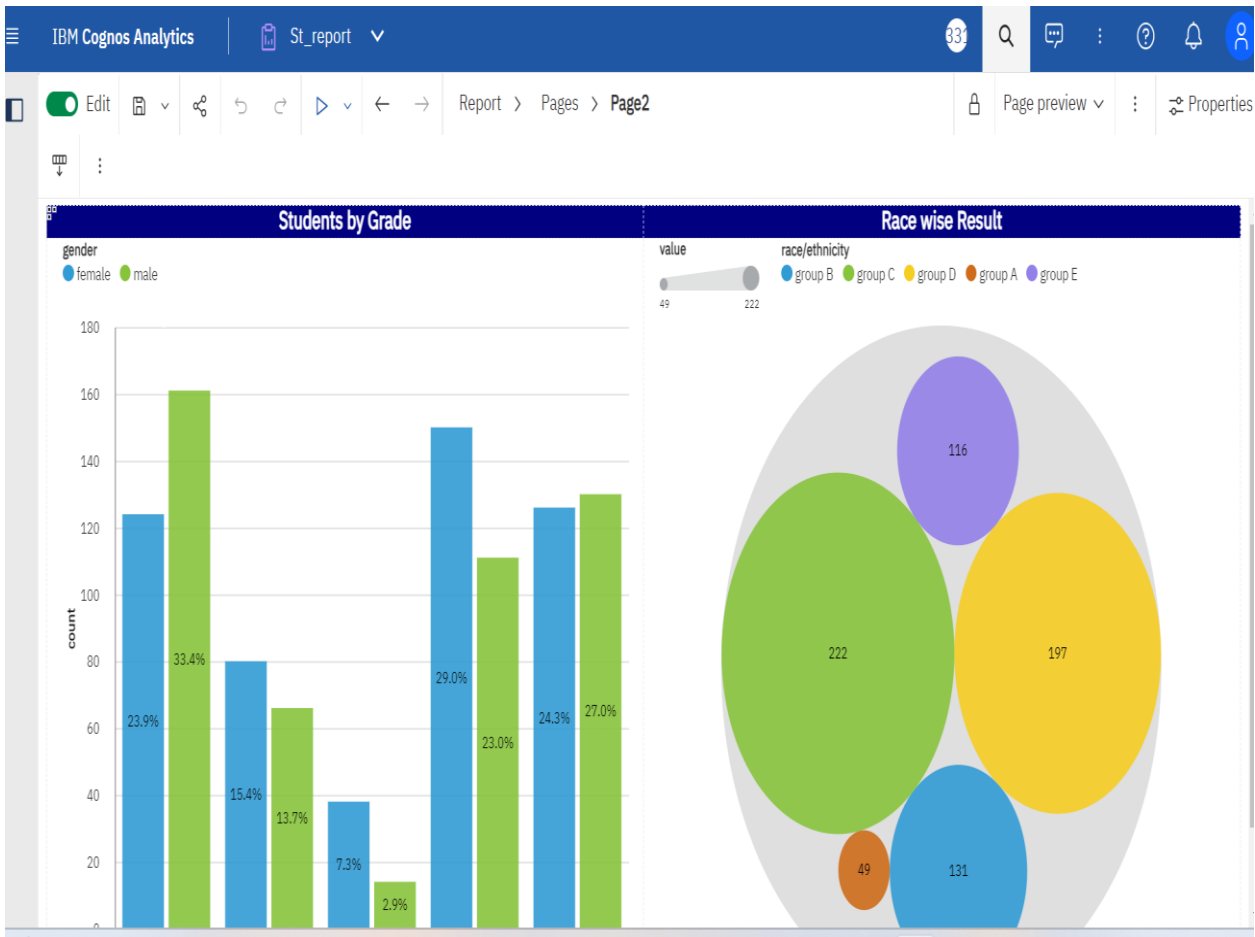 IBM Cognos Analytics
St_report
331
Edit
Report > Pages > Page2
Page preview
Properties
Students by Grade
gender
female male
180
160
140
120
100
80
60
40
20
count
23.9%
33.4%
15.4%
13.7%
7.3%
2.9%
29.0%
23.0%
24.3%
27.0%
Race wise Result
value
49 222
race/ethnicity
group B group C group D group A group E
116
222
197
49
131